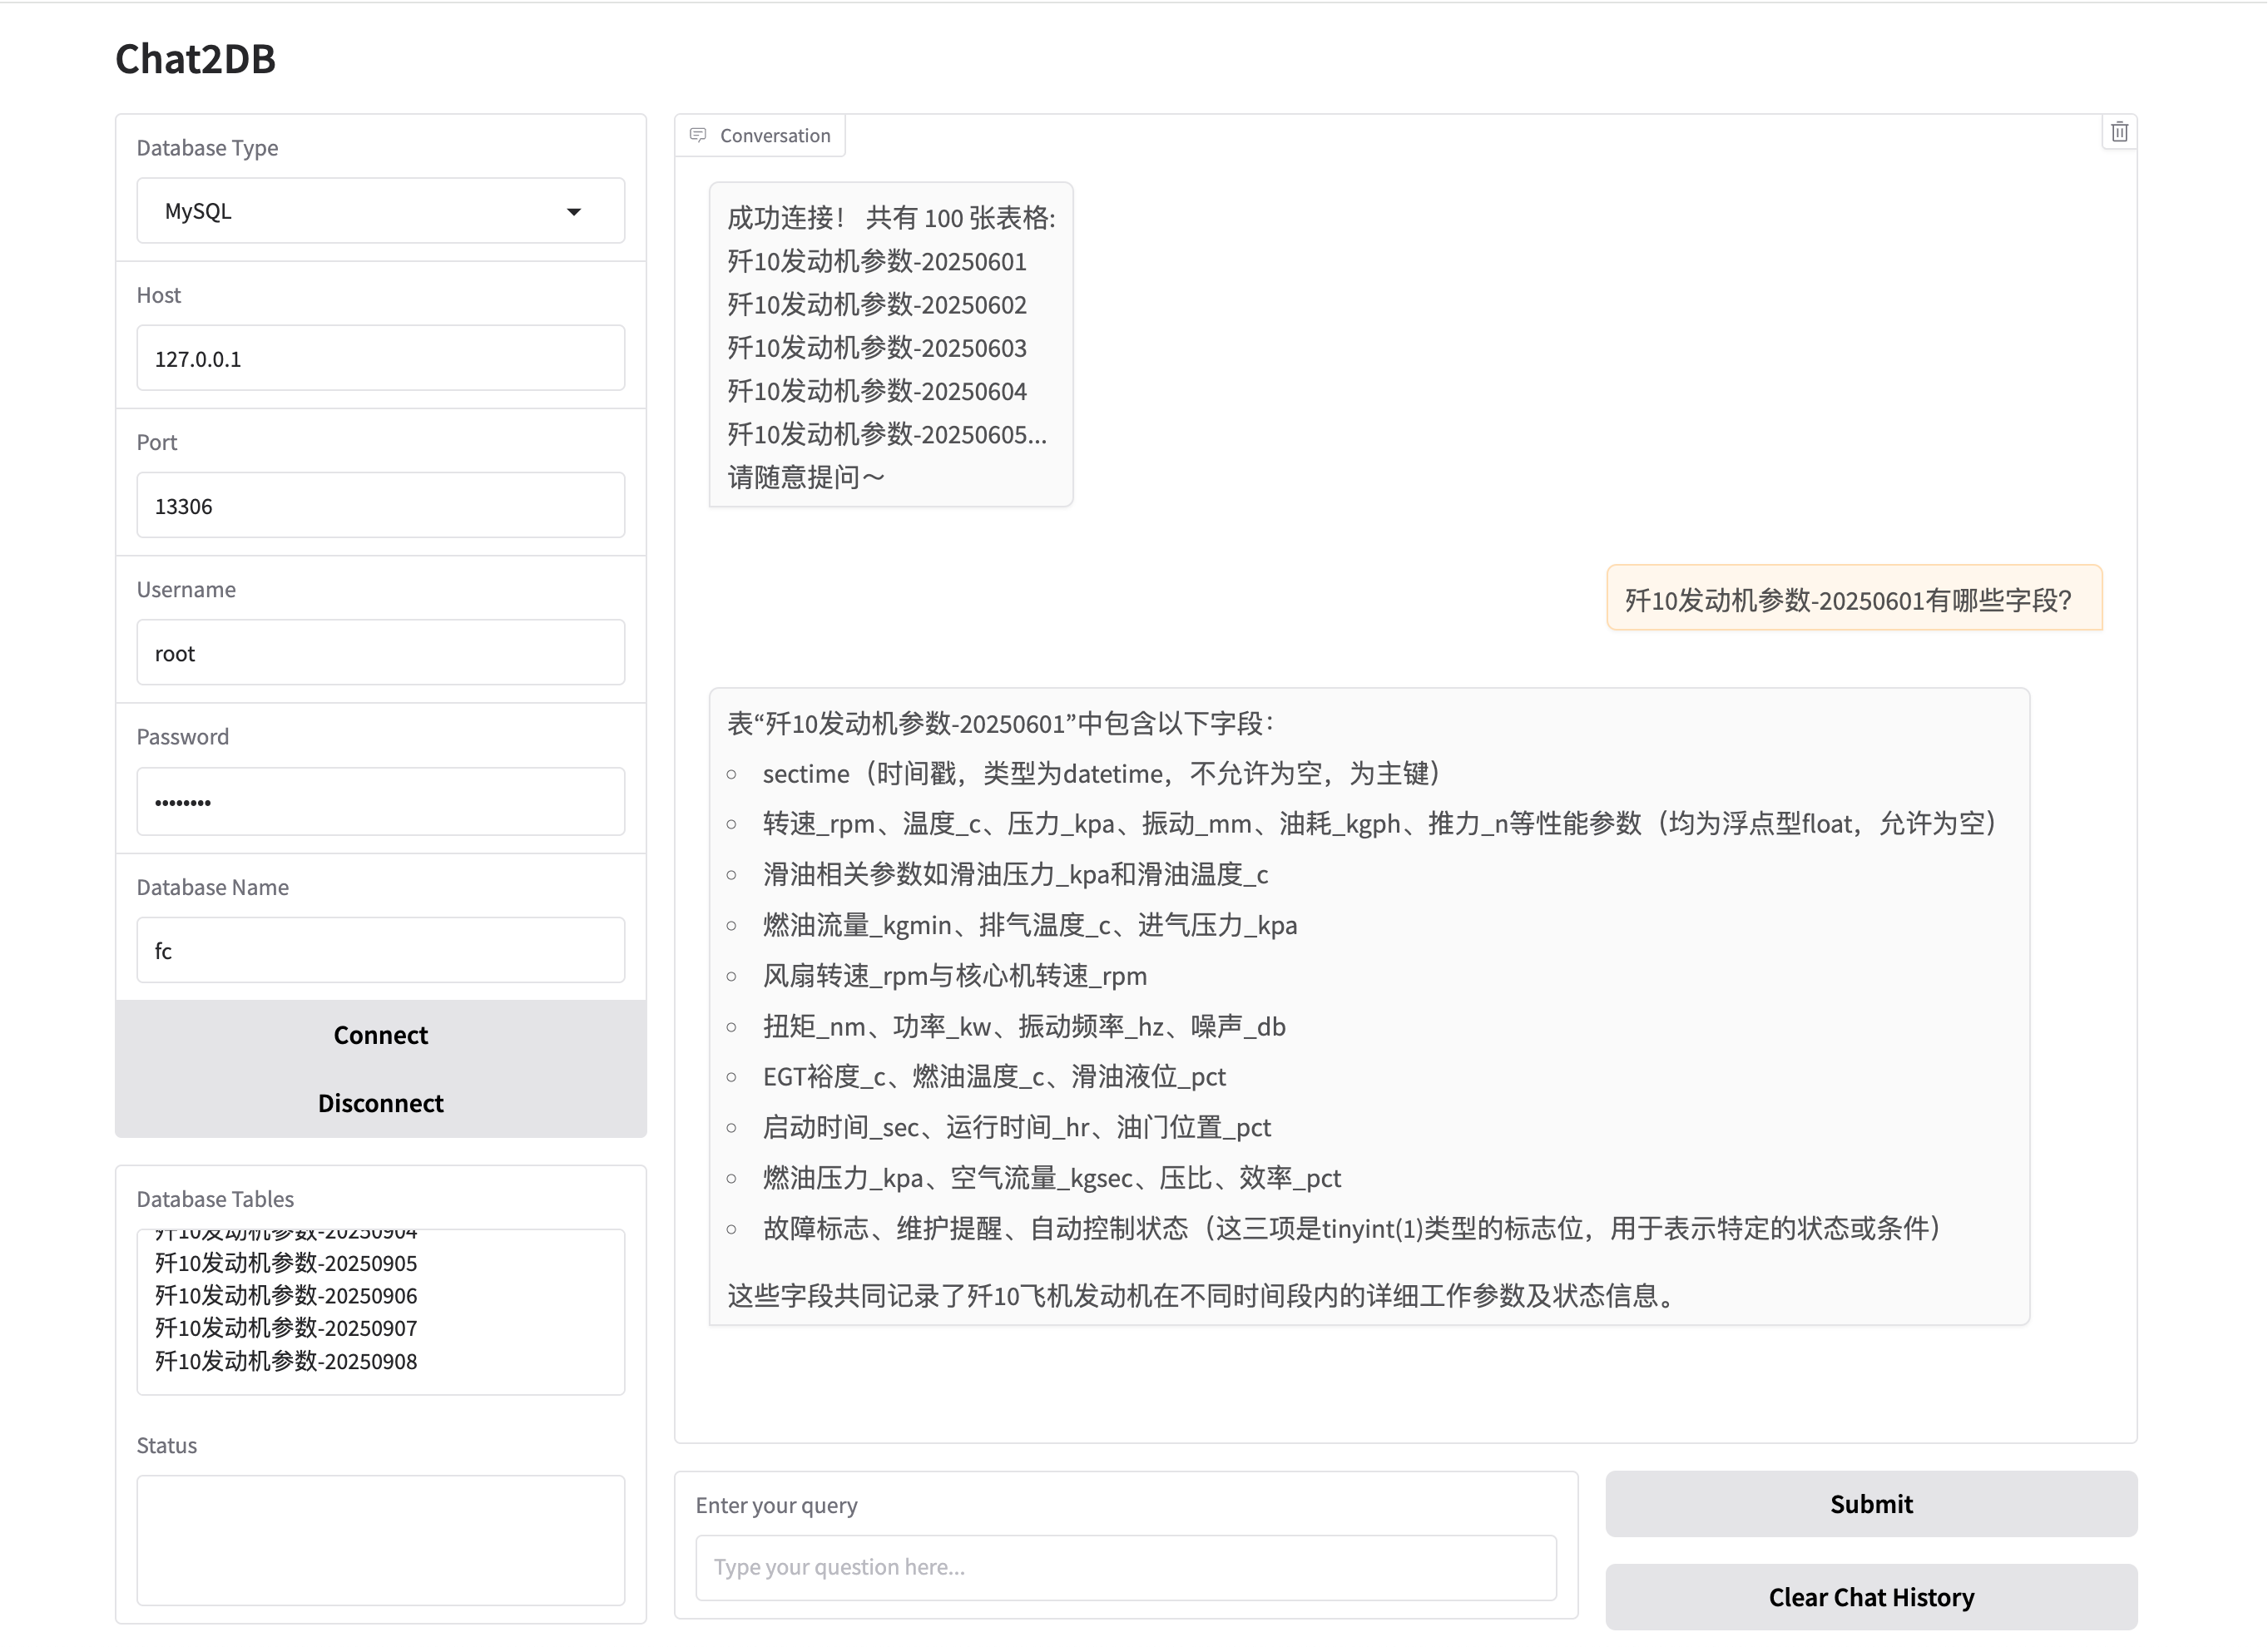 Chat2DB
Database Type
MySQL
Host
127.0.0.1
Port
13306
Username
root
Password
••••••••
Database Name
fc
Connect
Disconnect
Database Tables
歼10发动机参数-20250904
歼10发动机参数-20250905
歼10发动机参数-20250906
歼10发动机参数-20250907
歼10发动机参数-20250908
Status
Conversation
成功连接！ 共有 100 张表格:
歼10发动机参数-20250601
歼10发动机参数-20250602
歼10发动机参数-20250603
歼10发动机参数-20250604
歼10发动机参数-20250605...
请随意提问～
歼10发动机参数-20250601有哪些字段？
表“歼10发动机参数-20250601”中包含以下字段：
sectime（时间戳，类型为datetime，不允许为空，为主键）
转速_rpm、温度_c、压力_kpa、振动_mm、油耗_kgph、推力_n等性能参数（均为浮点型float，允许为空）
滑油相关参数如滑油压力_kpa和滑油温度_c
燃油流量_kgmin、排气温度_c、进气压力_kpa
风扇转速_rpm与核心机转速_rpm
扭矩_nm、功率_kw、振动频率_hz、噪声_db
EGT裕度_c、燃油温度_c、滑油液位_pct
启动时间_sec、运行时间_hr、油门位置_pct
燃油压力_kpa、空气流量_kgsec、压比、效率_pct
故障标志、维护提醒、自动控制状态（这三项是tinyint(1)类型的标志位，用于表示特定的状态或条件）
这些字段共同记录了歼10飞机发动机在不同时间段内的详细工作参数及状态信息。
Enter your query
Type your question here...
Submit
Clear Chat History